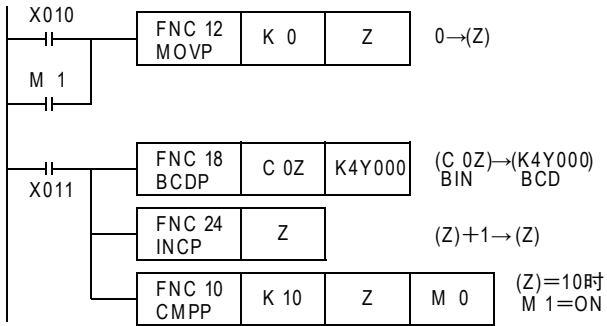 X010
FNC 12
MOVP
K 0
Z
0→(Z)
M 1
X011
FNC 18
BCDP
C 0Z
K4Y000
(C 0Z)→(K4Y000)
BIN BCD
FNC 24
INCP
Z
(Z)+1→(Z)
FNC 10
CMPP
K 10
Z
M 0
(Z)=10时
M 1=ON